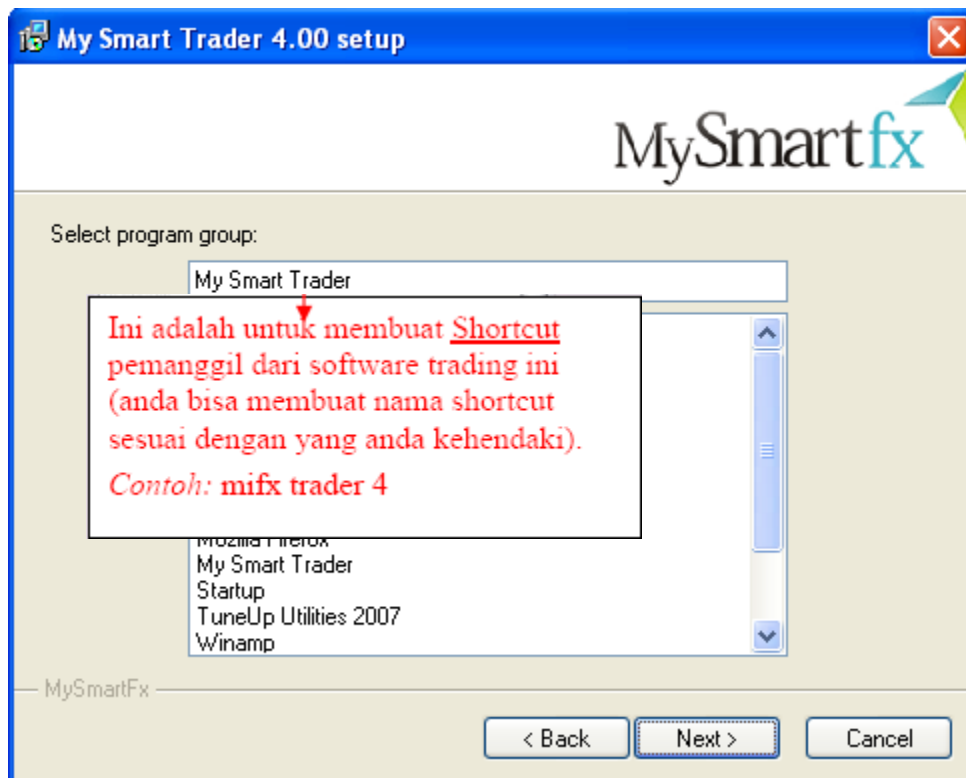 My Smart Trader 4.00 setup
MySmartfx
Select program group:
My Smart Trader
Ini adalah untuk membuat Shortcut
pemanggil dari software trading ini
(anda bisa membuat nama shortcut
sesuai dengan yang anda kehendaki).
Contoh: mifx trader 4
Mozilla Firefox
My Smart Trader
Startup
TuneUp Utilities 2007
Winamp
MySmartFx
< Back
Next >
Cancel